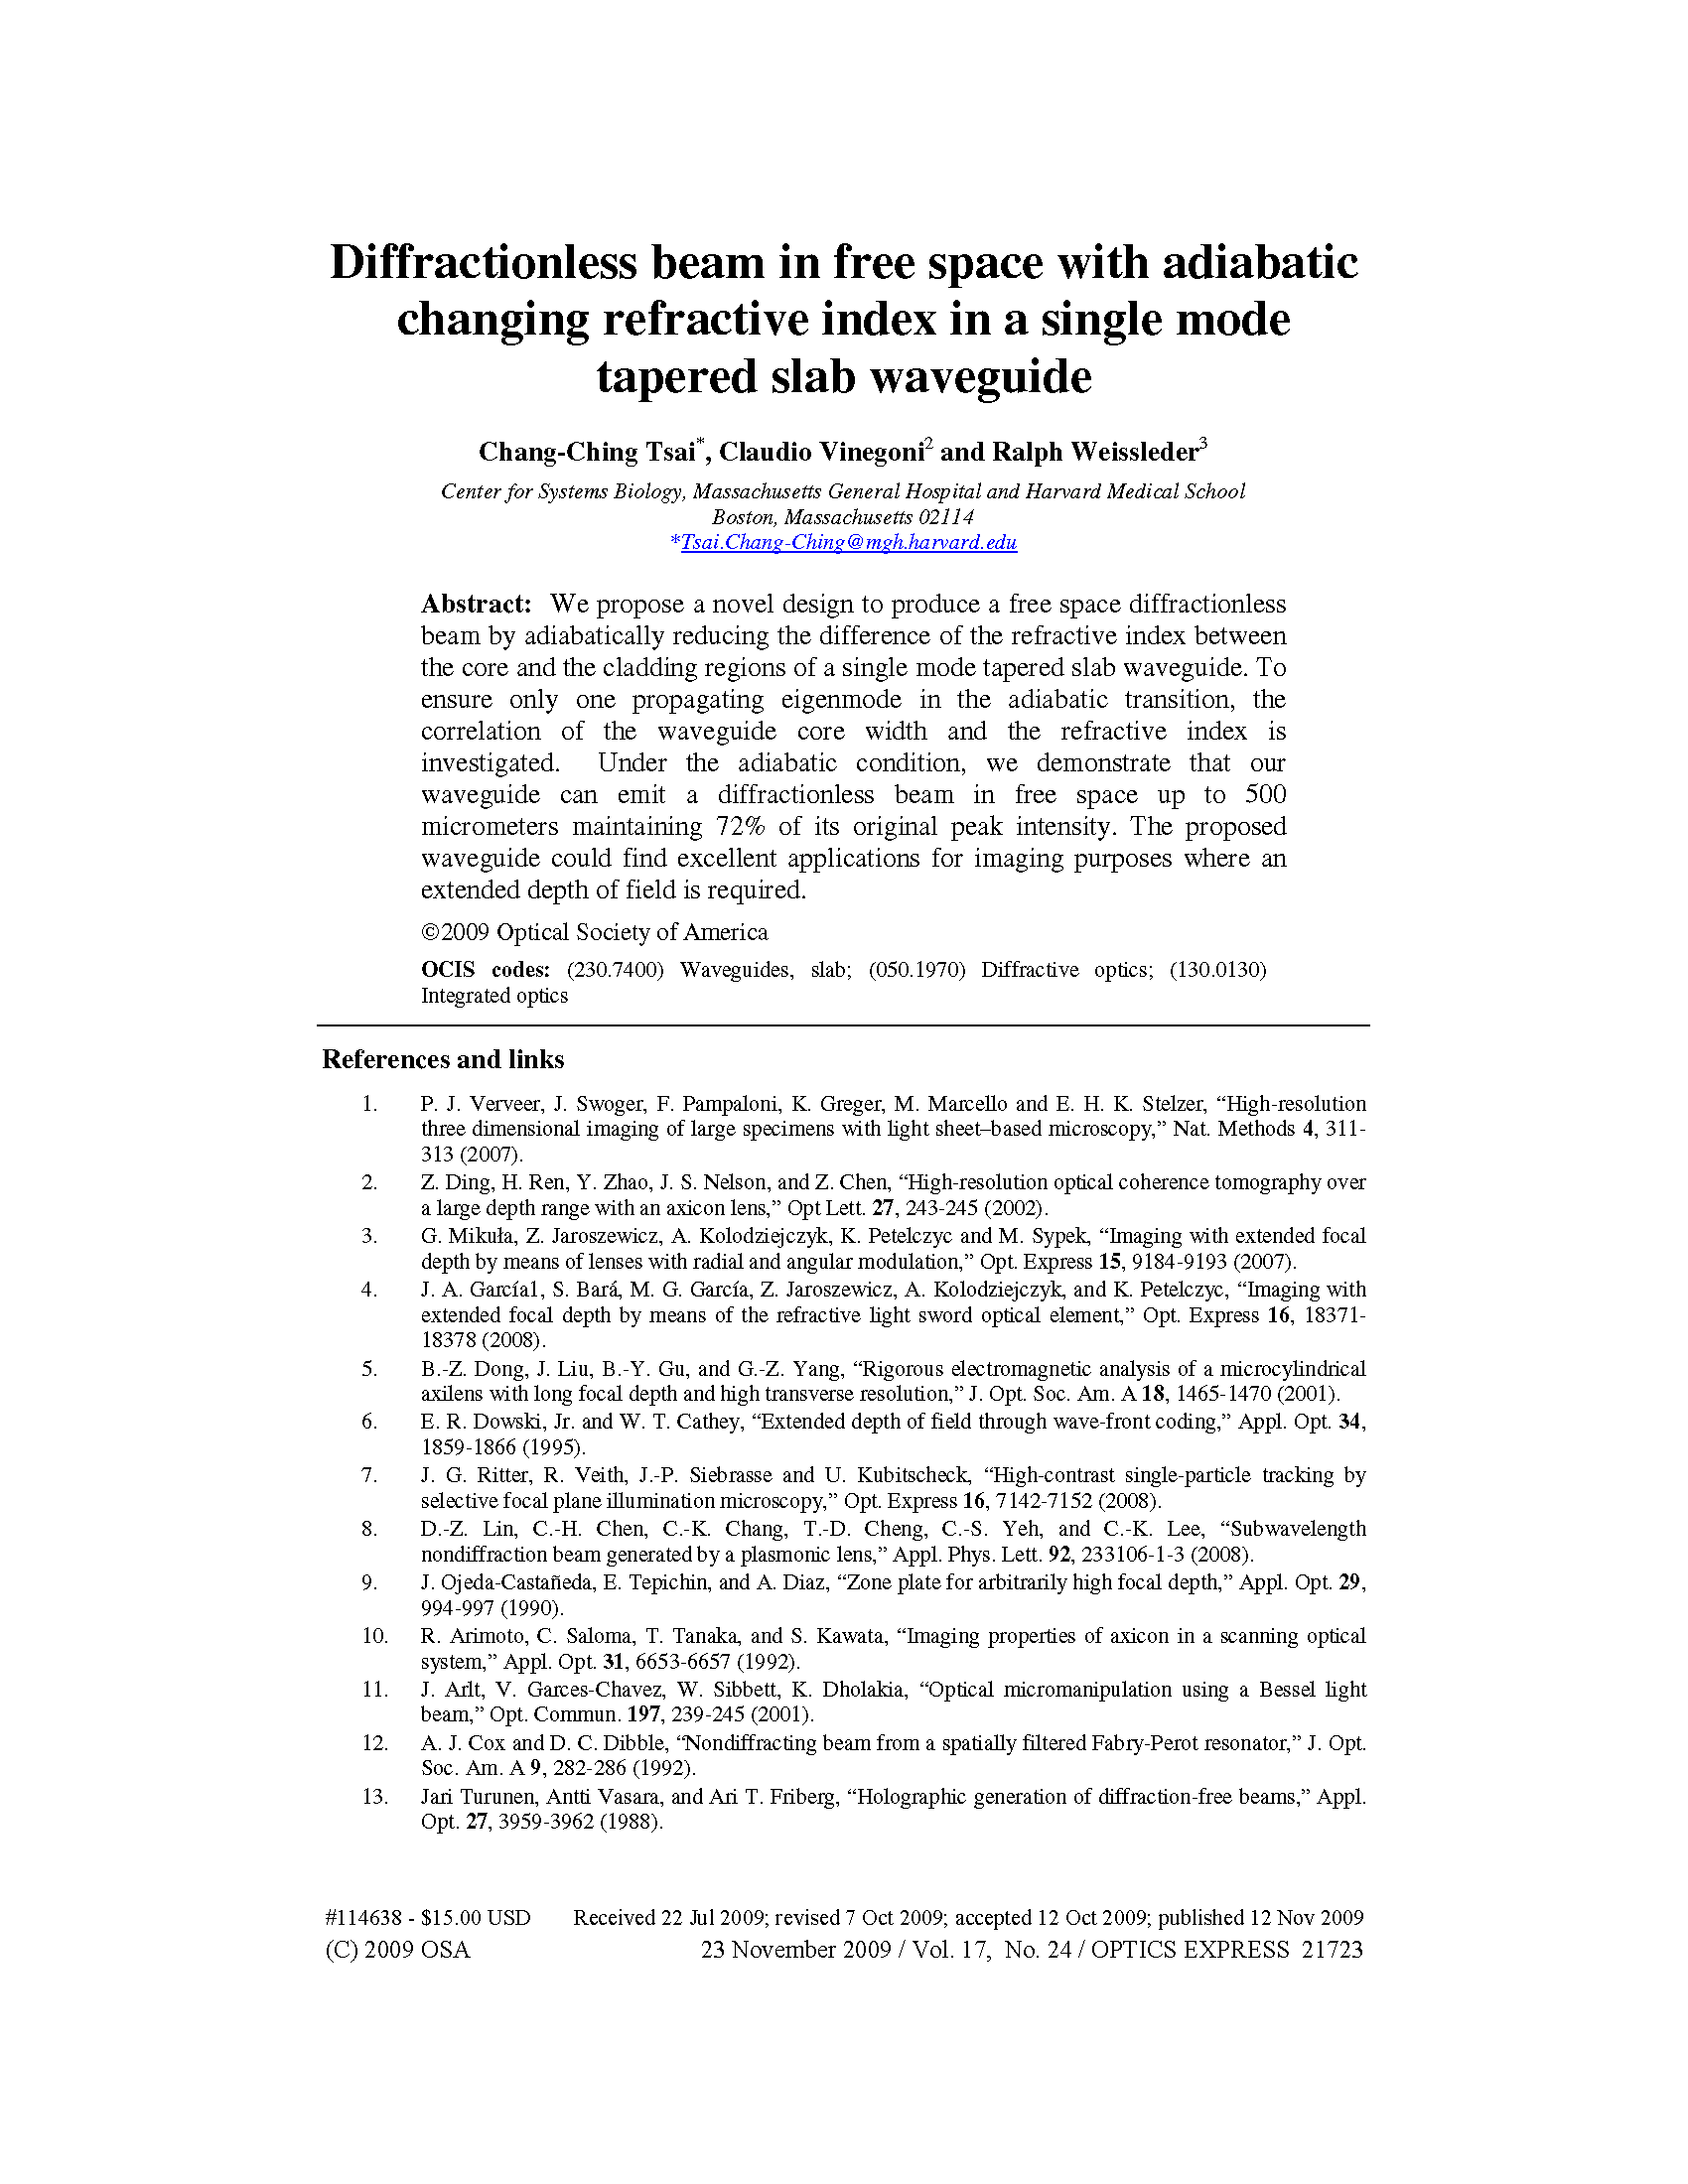 Diffractionless beam in free space with adiabatic
changing refractive index in a single mode
tapered slab waveguide
Chang-Ching Tsai*, Claudio Vinegoni2 and Ralph Weissleder3
Center for Systems Biology, Massachusetts General Hospital and Harvard Medical School
Boston, Massachusetts 02114
*Tsai.Chang-Ching@mgh.harvard.edu
Abstract: We propose a novel design to produce a free space diffractionless
beam by adiabatically reducing the difference of the refractive index between
the core and the cladding regions of a single mode tapered slab waveguide. To
ensure only one propagating eigenmode in the adiabatic transition, the
correlation of the waveguide core width and the refractive index is
investigated. Under the adiabatic condition, we demonstrate that our
waveguide can emit a diffractionless beam in free space up to 500
micrometers maintaining 72% of its original peak intensity. The proposed
waveguide could find excellent applications for imaging purposes where an
extended depth of field is required.
©2009 Optical Society of America
OCIS codes: (230.7400) Waveguides, slab; (050.1970) Diffractive optics; (130.0130)
Integrated optics
References and links
1. P. J. Verveer, J. Swoger, F. Pampaloni, K. Greger, M. Marcello and E. H. K. Stelzer, “High-resolution
three dimensional imaging of large specimens with light sheet–based microscopy,” Nat. Methods 4, 311-
313 (2007).
2. Z. Ding, H. Ren, Y. Zhao, J. S. Nelson, and Z. Chen, “High-resolution optical coherence tomography over
a large depth range with an axicon lens,” Opt Lett. 27, 243-245 (2002).
3. G. Mikuła, Z. Jaroszewicz, A. Kolodziejczyk, K. Petelczyc and M. Sypek, “Imaging with extended focal
depth by means of lenses with radial and angular modulation,” Opt. Express 15, 9184-9193 (2007).
4. J. A. García1, S. Bará, M. G. García, Z. Jaroszewicz, A. Kolodziejczyk, and K. Petelczyc, “Imaging with
extended focal depth by means of the refractive light sword optical element,” Opt. Express 16, 18371-
18378 (2008).
5. B.-Z. Dong, J. Liu, B.-Y. Gu, and G.-Z. Yang, “Rigorous electromagnetic analysis of a microcylindrical
axilens with long focal depth and high transverse resolution,” J. Opt. Soc. Am. A 18, 1465-1470 (2001).
6. E. R. Dowski, Jr. and W. T. Cathey, “Extended depth of field through wave-front coding,” Appl. Opt. 34,
1859-1866 (1995).
7. J. G. Ritter, R. Veith, J.-P. Siebrasse and U. Kubitscheck, “High-contrast single-particle tracking by
selective focal plane illumination microscopy,” Opt. Express 16, 7142-7152 (2008).
8. D.-Z. Lin, C.-H. Chen, C.-K. Chang, T.-D. Cheng, C.-S. Yeh, and C.-K. Lee, “Subwavelength
nondiffraction beam generated by a plasmonic lens,” Appl. Phys. Lett. 92, 233106-1-3 (2008).
9. J. Ojeda-Castañeda, E. Tepichin, and A. Diaz, “Zone plate for arbitrarily high focal depth,” Appl. Opt. 29,
994-997 (1990).
10. R. Arimoto, C. Saloma, T. Tanaka, and S. Kawata, “Imaging properties of axicon in a scanning optical
system,” Appl. Opt. 31, 6653-6657 (1992).
11. J. Arlt, V. Garces-Chavez, W. Sibbett, K. Dholakia, “Optical micromanipulation using a Bessel light
beam,” Opt. Commun. 197, 239-245 (2001).
12. A. J. Cox and D. C. Dibble, “Nondiffracting beam from a spatially filtered Fabry-Perot resonator,” J. Opt.
Soc. Am. A 9, 282-286 (1992).
13. Jari Turunen, Antti Vasara, and Ari T. Friberg, “Holographic generation of diffraction-free beams,” Appl.
Opt. 27, 3959-3962 (1988).
#114638 - $15.00 USD Received 22 Jul 2009; revised 7 Oct 2009; accepted 12 Oct 2009; published 12 Nov 2009
(C) 2009 OSA 23 November 2009 / Vol. 17, No. 24 / OPTICS EXPRESS 21723